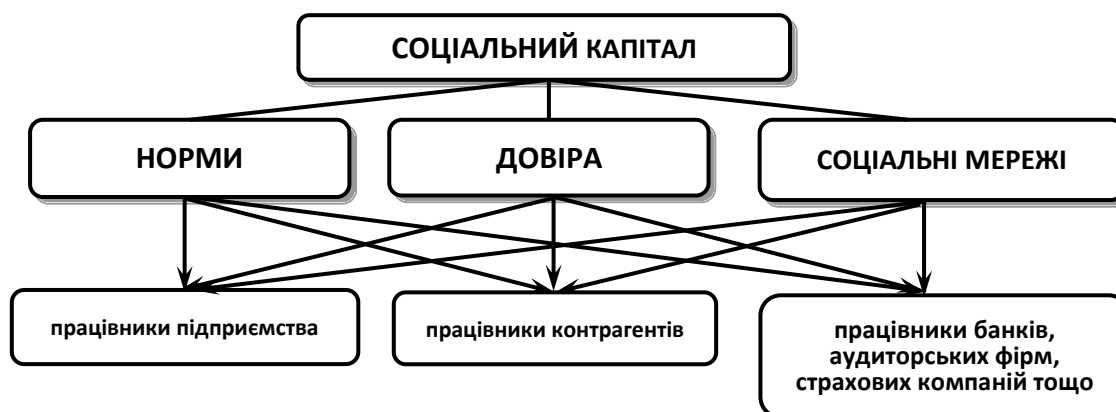 СОЦІАЛЬНИЙ КАПІТАЛ
НОРМИ
ДОВІРА
СОЦІАЛЬНІ МЕРЕЖІ
працівники підприємства
працівники контрагентів
працівники банків,
аудиторських фірм,
страхових компаній тощо